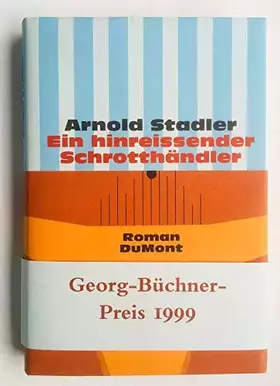 Arnold Stadler
Ein hinreissender
Schrotthändler
Roman
DuMont
Georg-Büchner-
Preis 1999